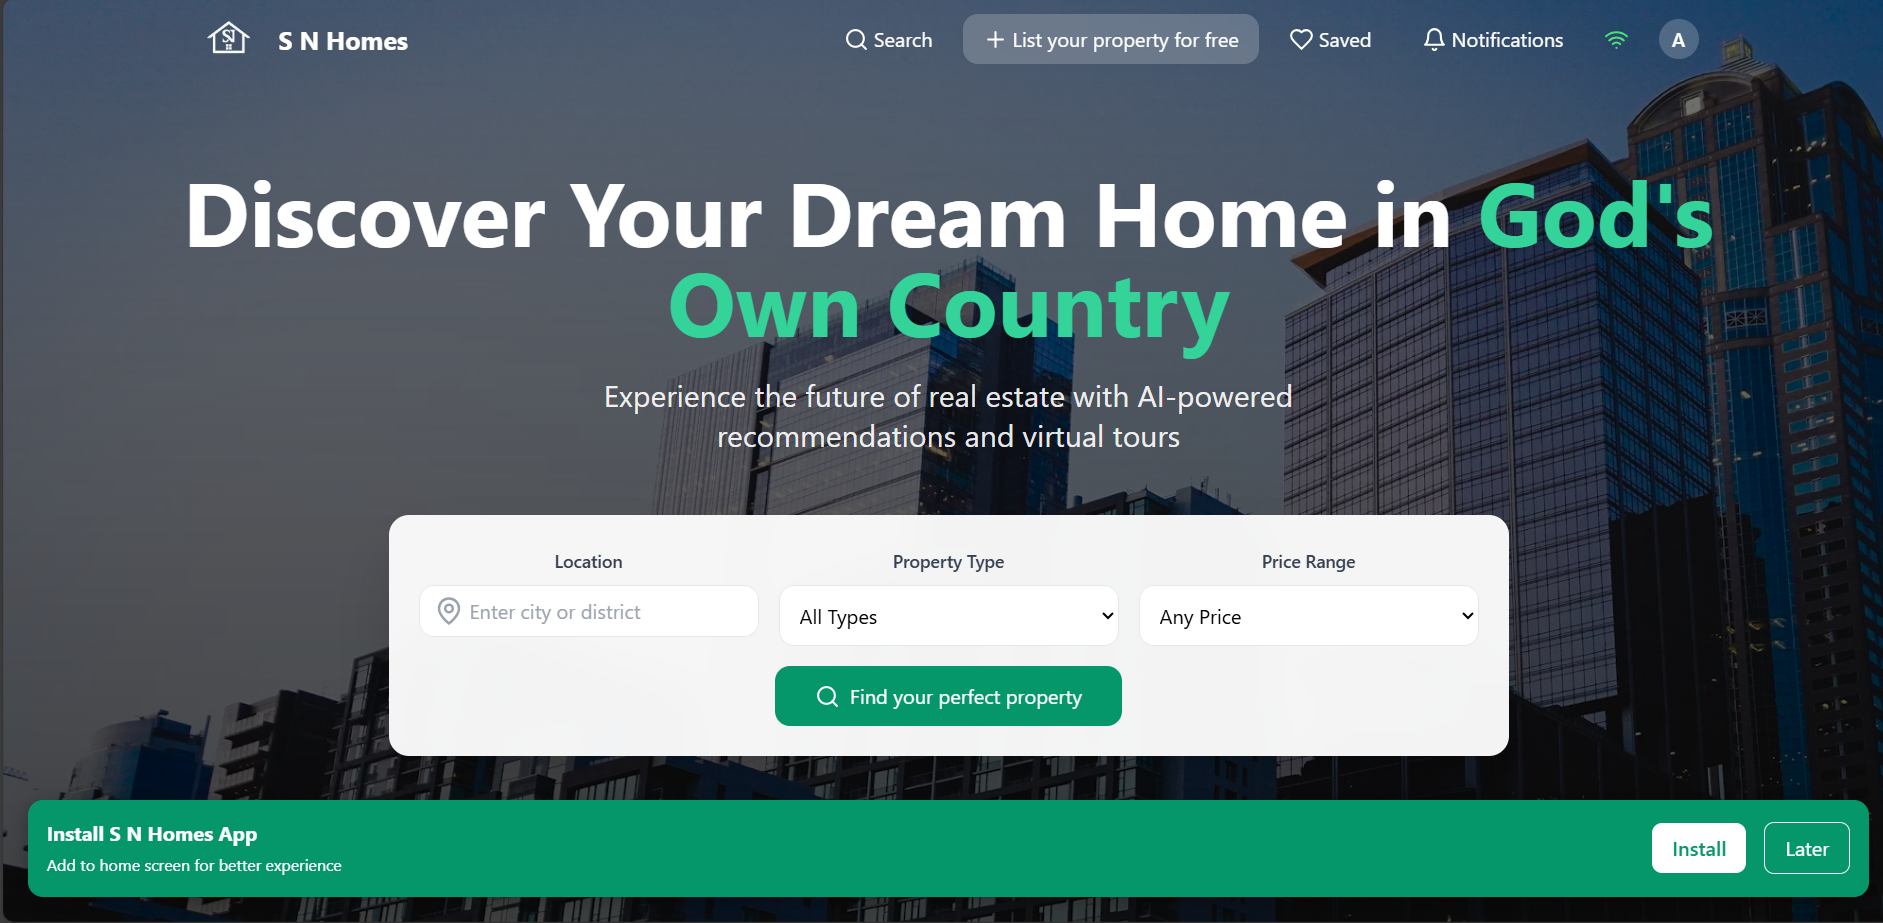 S N Homes
Search
List your property for free
Saved
Notifications
A
Discover Your Dream Home in God's
Own Country
Experience the future of real estate with AI-powered
recommendations and virtual tours
Location
Property Type
Price Range
Enter city or district
All Types
Any Price
Find your perfect property
Install S N Homes App
Add to home screen for better experience
Install
Later